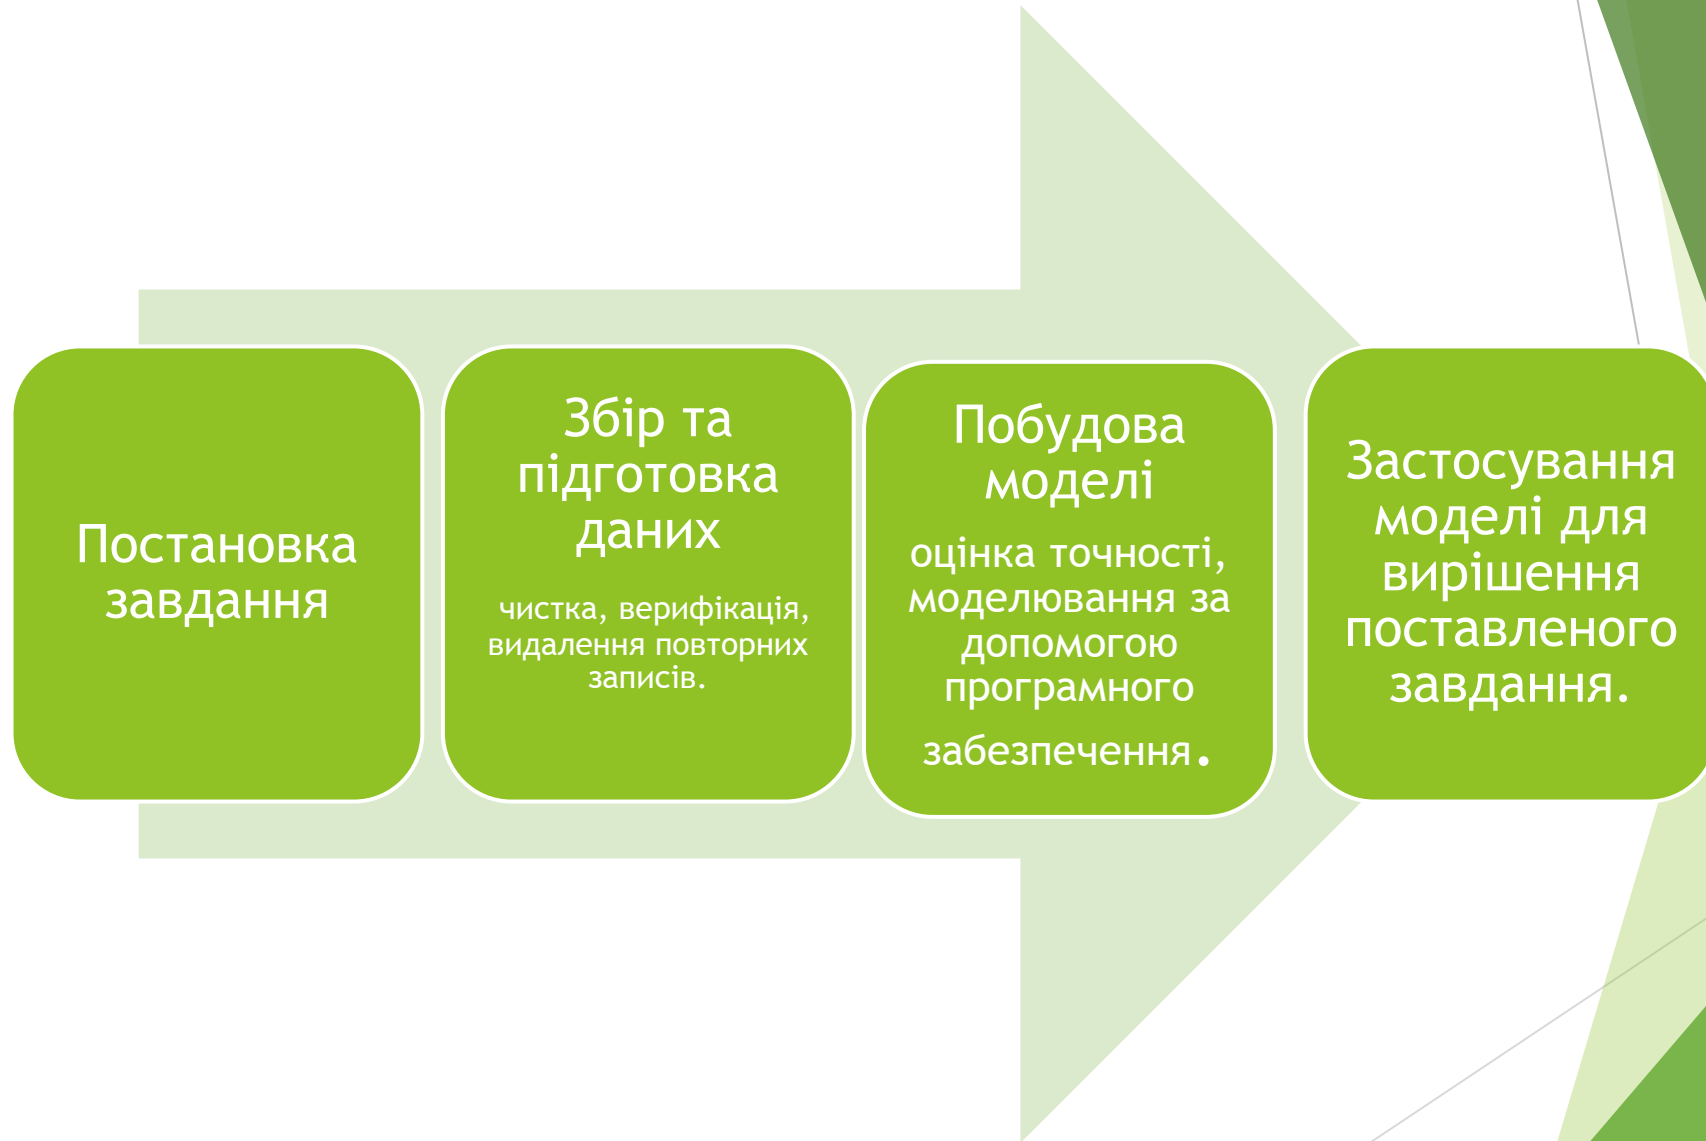 Постановка
завдання
Збір та
підготовка
даних
чистка, верифікація,
видалення повторних
записів.
Побудова
моделі
оцінка точності,
моделювання за
допомогою
програмного
забезпечення.
Застосування
моделі для
вирішення
поставленого
завдання.